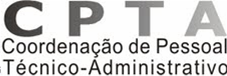 CPTA
Coordenação de Pessoal
Técnico-Administrativo